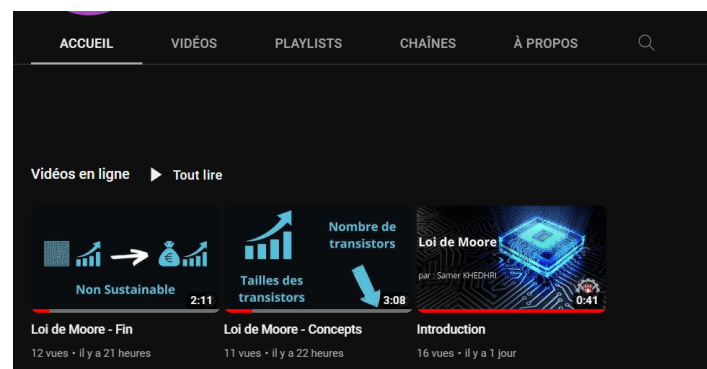 ACCUEIL VIDÉOS PLAYLISTS CHAÎNES À PROPOS
Vidéos en ligne Tout lire
Non Sustainable
2:11
Nombre de
transistors
Tailles des
transistors
3:08
Loi de Moore
par : Samer KHEDHRI
0:41
Loi de Moore - Fin
12 vues • il y a 21 heures
Loi de Moore - Concepts
11 vues • il y a 22 heures
Introduction
16 vues • il y a 1 jour